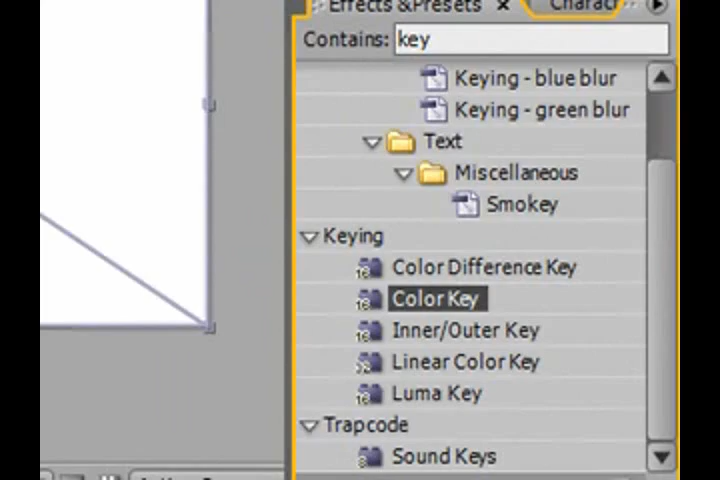 Effects & Presets x
Contains: key
Keying - blue blur
Keying - green blur
Text
Miscellaneous
Smokey
Keying
Color Difference Key
Color Key
Inner/Outer Key
Linear Color Key
Luma Key
Trapcode
Sound Keys